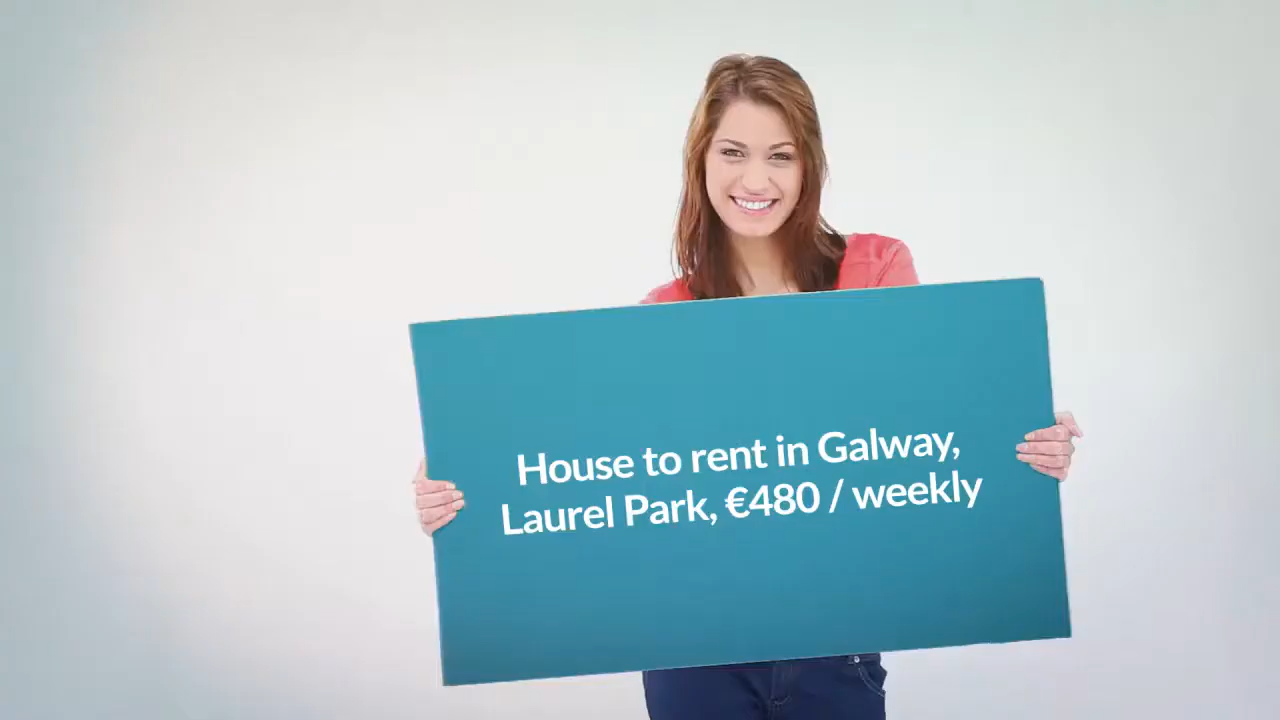 House to rent in Galway,
Laurel Park, €480 / weekly